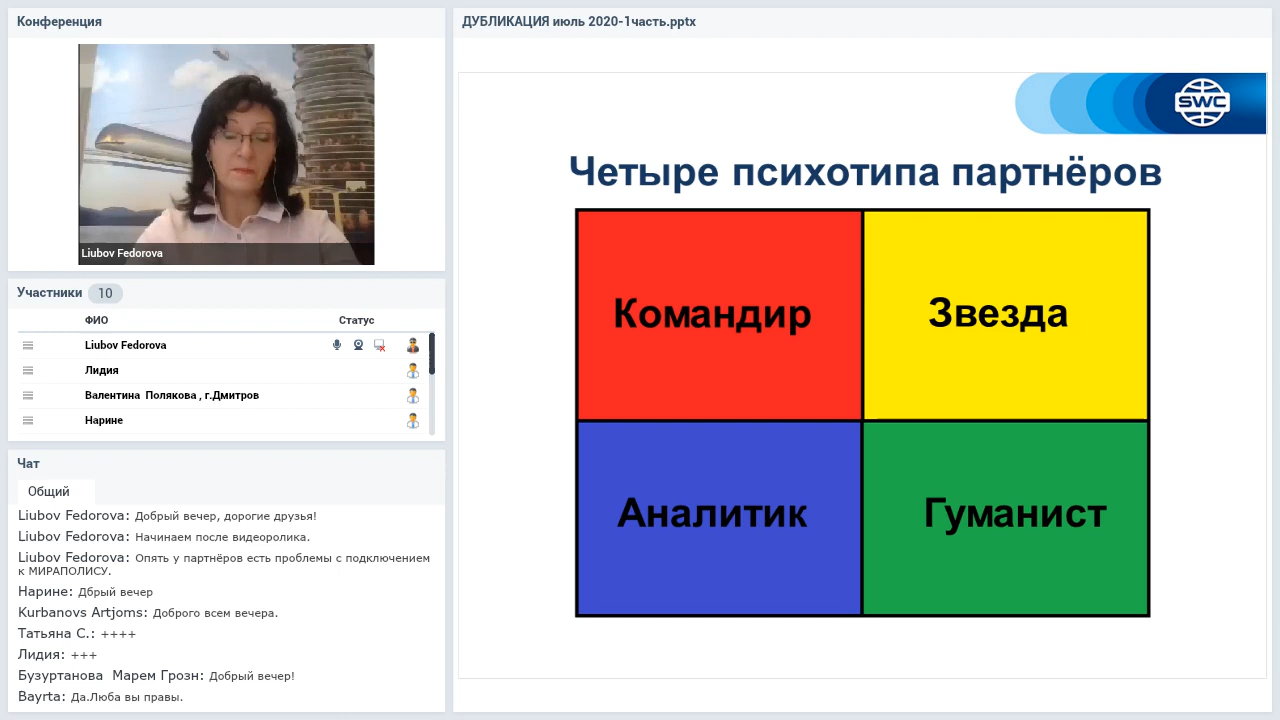 Конференция
Liubov Fedorova
Участники 10
ФИО Статус
Liubov Fedorova
Лидия
Валентина Полякова , г.Дмитров
Нарине
Чат
Общий
Liubov Fedorova: Добрый вечер, дорогие друзья!
Liubov Fedorova: Начинаем после видеоролика.
Liubov Fedorova: Опять у партнёров есть проблемы с подключением
к МИРАПОЛИСУ.
Нарине: Дбрый вечер
Kurbanovs Artjoms: Доброго всем вечера.
Татьяна С.: ++++
Лидия: +++
Бузуртанова Марем Грозн: Добрый вечер!
Bayrta: Да.Люба вы правы.
ДУБЛИКАЦИЯ июль 2020-1часть.pptx
SWC
Четыре психотипа партнёров
Командир
Звезда
Аналитик
Гуманист